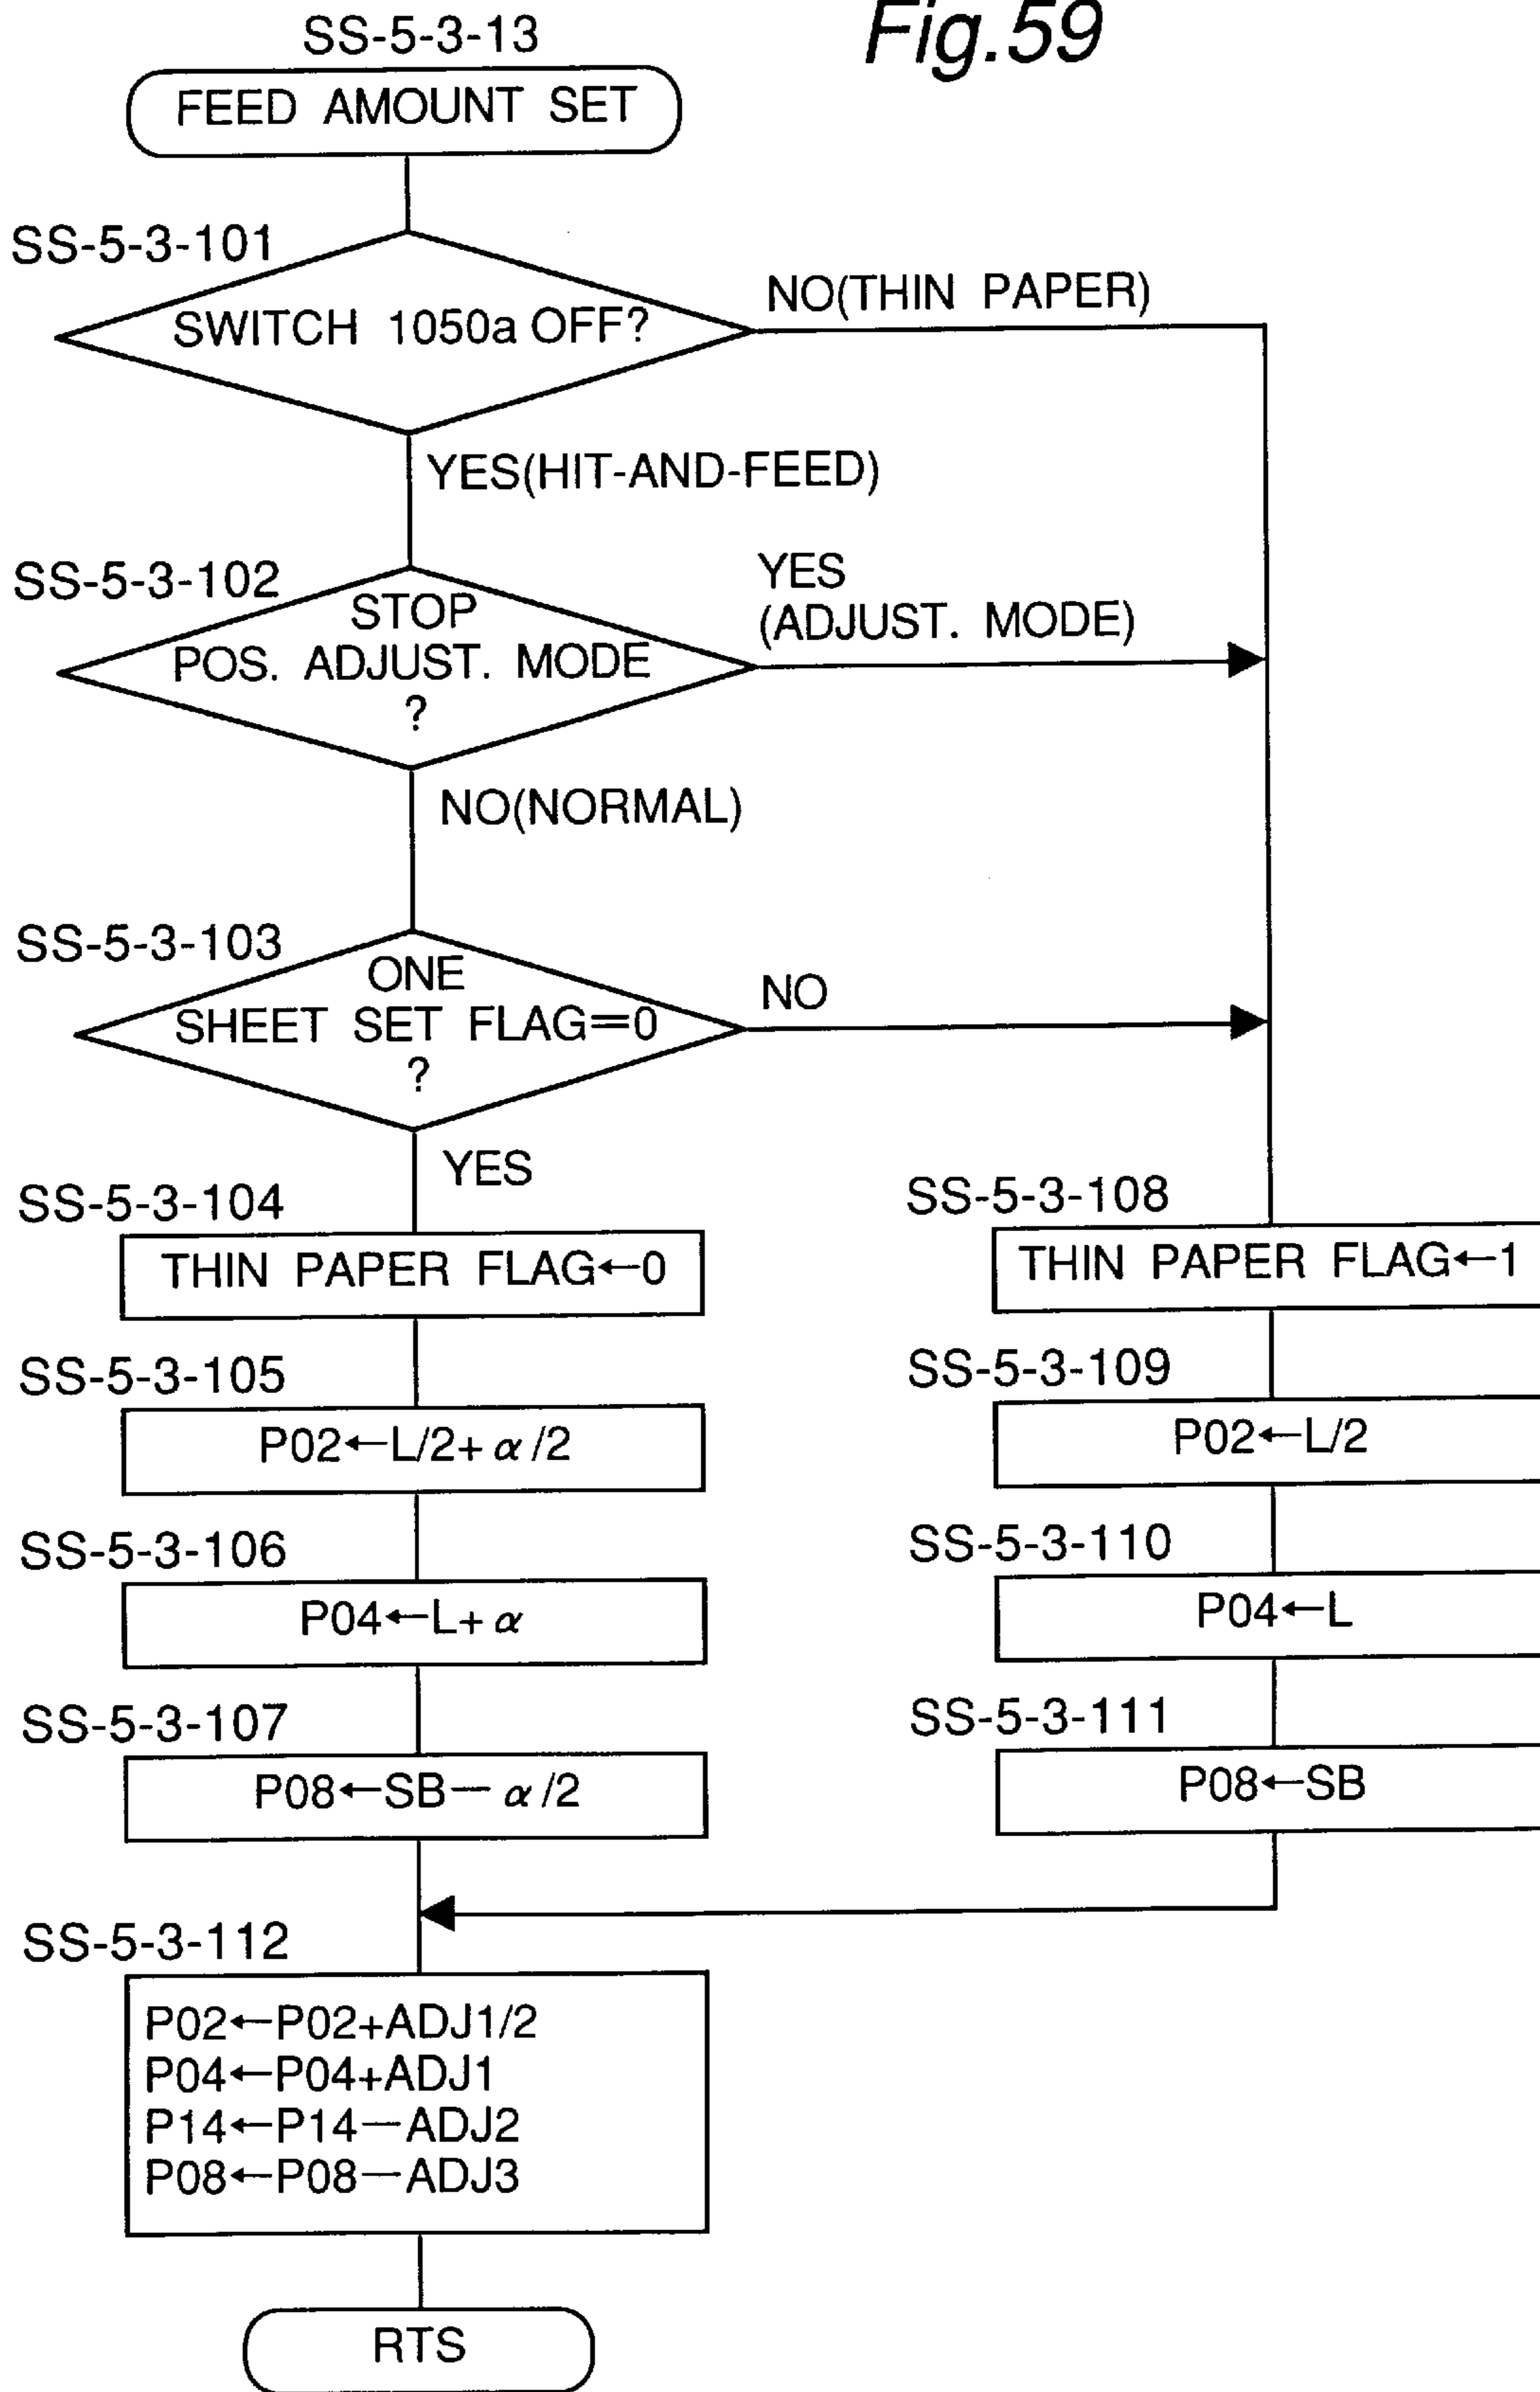 Fig.59
SS-5-3-13
FEED AMOUNT SET
SS-5-3-101
SWITCH 1050a OFF?
NO(THIN PAPER)
YES(HIT-AND-FEED)
SS-5-3-102
STOP
POS. ADJUST. MODE
?
YES
(ADJUST. MODE)
NO(NORMAL)
SS-5-3-103
ONE
SHEET SET FLAG=0
?
NO
YES
SS-5-3-104
THIN PAPER FLAG←0
SS-5-3-105
P02←L/2+α/2
SS-5-3-106
P04←L+α
SS-5-3-107
P08←SB—α/2
SS-5-3-108
THIN PAPER FLAG←1
SS-5-3-109
P02←L/2
SS-5-3-110
P04←L
SS-5-3-111
P08←SB
SS-5-3-112
P02←P02+ADJ1/2
P04←P04+ADJ1
P14←P14—ADJ2
P08←P08—ADJ3
RTS